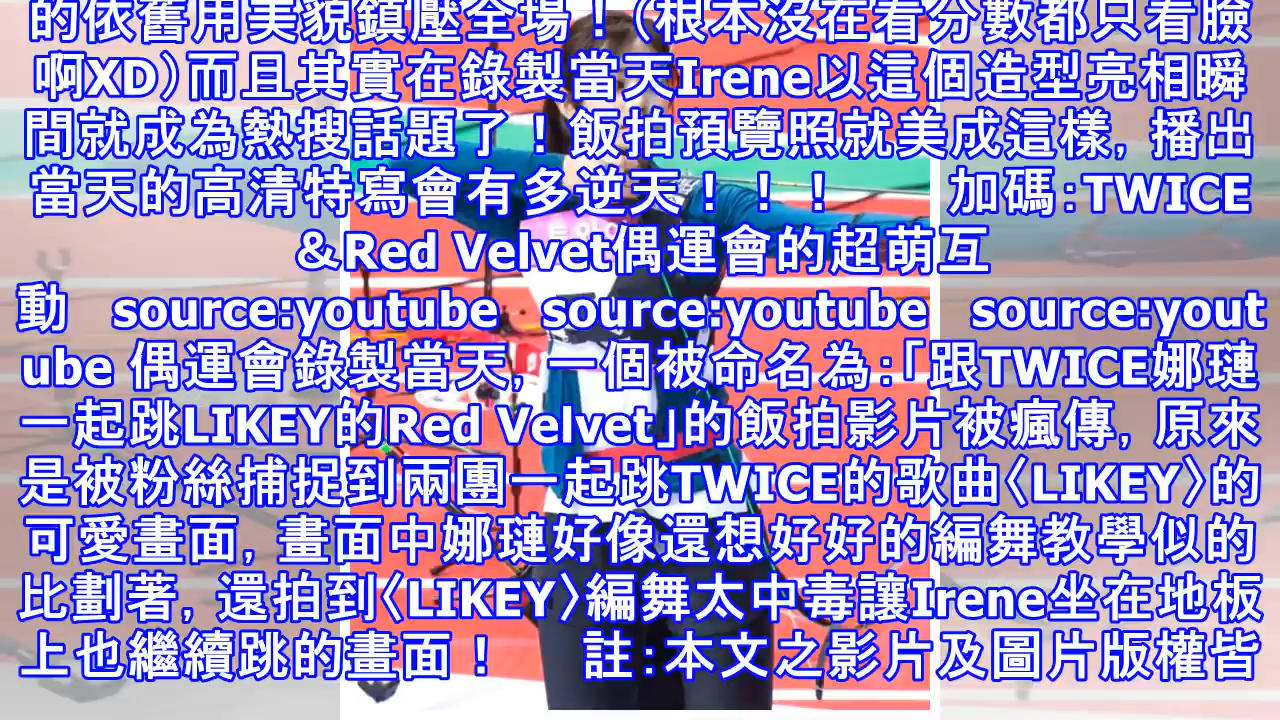 的依舊用美貌鎮壓全場！(根本沒在看分數都只看臉
啊XD)而且其實在錄製當天Irene以這個造型亮相瞬
間就成為熱搜話題了！飯拍預覽照就美成這樣, 播出
當天的高清特寫會有多逆天！！！ 加碼:TWICE
&Red Velvet偶運會的超萌互
動 source:youtube source:youtube source:yout
ube 偶運會錄製當天, 一個被命名為:「跟TWICE娜璉
一起跳LIKEY的Red Velvet」的飯拍影片被瘋傳, 原來
是被粉絲捕捉到兩團一起跳 TWICE的歌曲〈LIKEY〉的
可愛畫面, 畫面中娜璉好像還想好好的編舞教學似的
比劃著, 還拍到〈LIKEY〉編舞太中毒讓Irene坐在地板
上也繼續跳的畫面！ 註:本文之影片及圖片版權皆